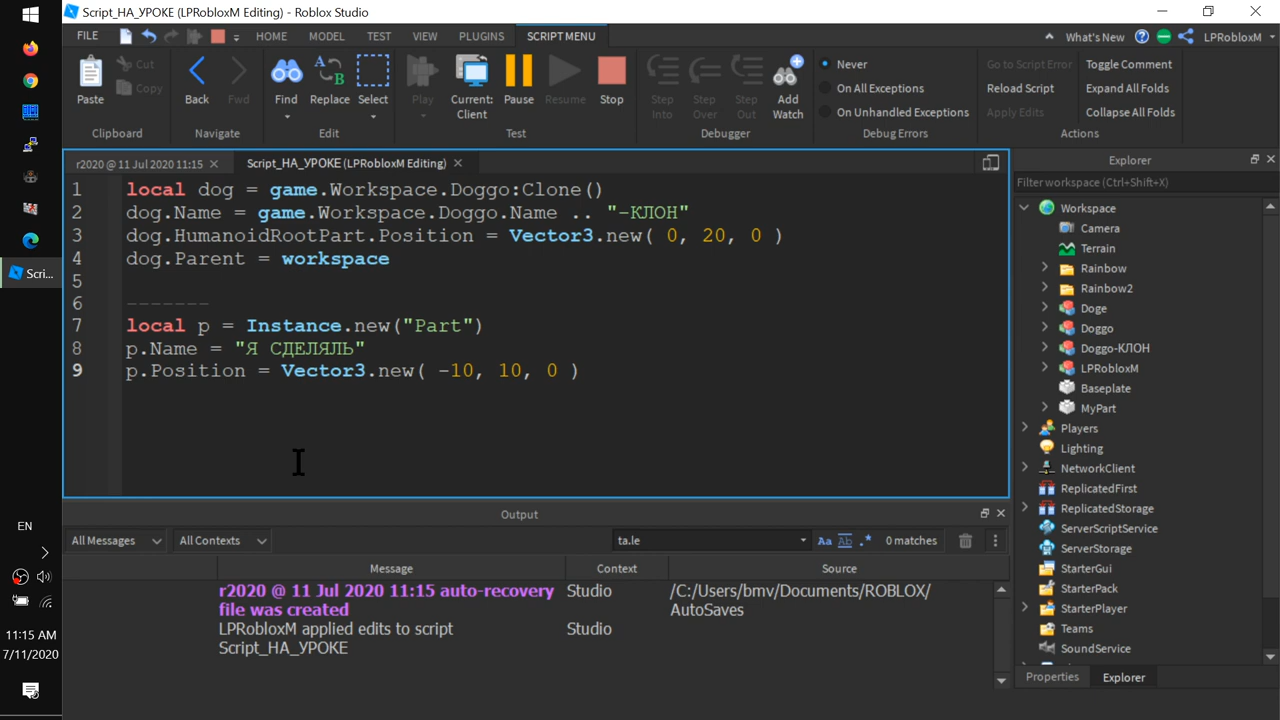 Script_НА_УРОКЕ (LPRobloxM Editing) - Roblox Studio
FILE HOME MODEL TEST VIEW PLUGINS SCRIPT MENU What's New LPRobloxM
Paste Cut Copy
Clipboard
Back Fwd
Navigate
Find Replace Select
Edit
Play Current: Client Pause Resume Stop
Test
Step Into Step Over Step Out Add Watch
Debugger
Never
On All Exceptions
On Unhandled Exceptions
Debug Errors
Go to Script Error Toggle Comment
Reload Script Expand All Folds
Apply Edits Collapse All Folds
Actions
r2020 @ 11 Jul 2020 11:15 Script_НА_УРОКЕ (LPRobloxM Editing)
1 local dog = game.Workspace.Doggo:Clone()
2 dog.Name = game.Workspace.Doggo.Name .. "-КЛОН"
3 dog.HumanoidRootPart.Position = Vector3.new( 0, 20, 0 )
4 dog.Parent = workspace
5
6 -------
7 local p = Instance.new("Part")
8 p.Name = "Я СДЕЛЯЛЬ"
9 p.Position = Vector3.new( -10, 10, 0 )
Explorer
Filter workspace (Ctrl+Shift+X)
Workspace
Camera
Terrain
Rainbow
Rainbow2
Doge
Doggo
Doggo-КЛОН
LPRobloxM
Baseplate
MyPart
Players
Lighting
NetworkClient
ReplicatedFirst
ReplicatedStorage
ServerScriptService
ServerStorage
StarterGui
StarterPack
StarterPlayer
Teams
SoundService
Properties Explorer
Output
All Messages All Contexts ta.le Aa Ab .* 0 matches
Message Context Source
r2020 @ 11 Jul 2020 11:15 auto-recovery Studio /C:/Users/bmv/Documents/ROBLOX/
file was created AutoSaves
LPRobloxM applied edits to script Studio
Script_НА_УРОКЕ
Scri...
EN
11:15 AM
7/11/2020